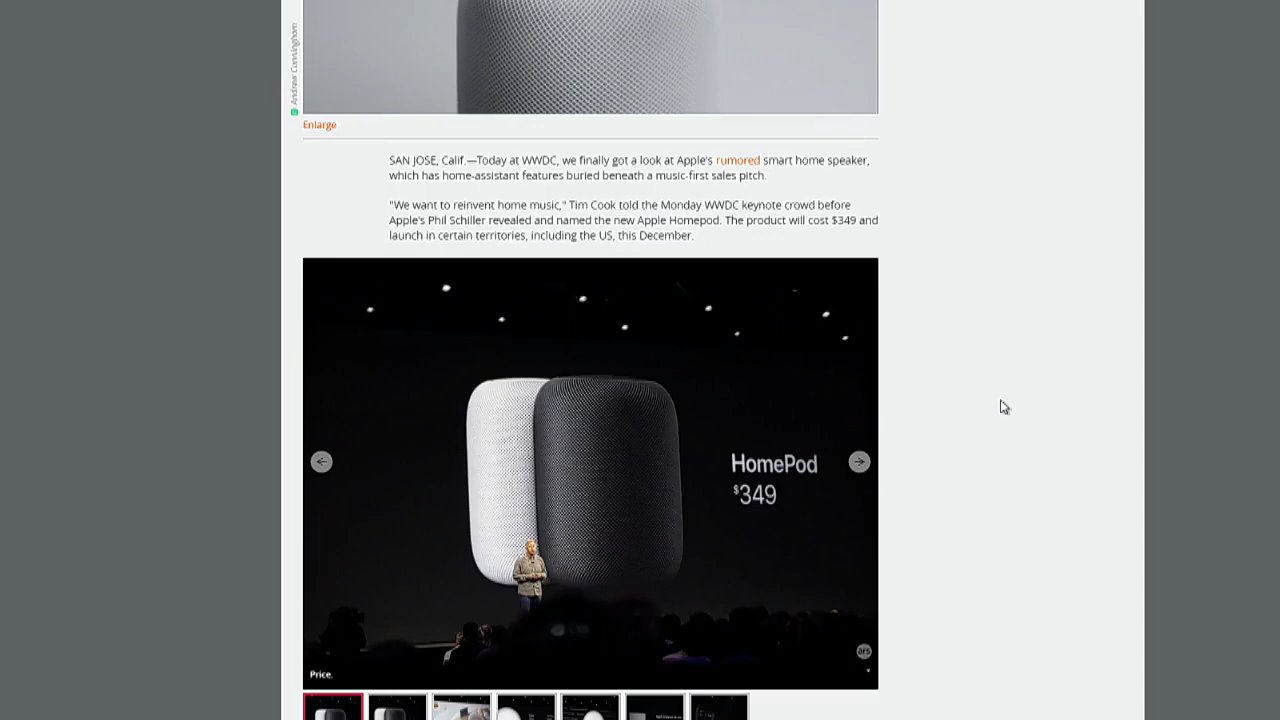 Andrew Cunningham
Enlarge
SAN JOSE, Calif.—Today at WWDC, we finally got a look at Apple's rumored smart home speaker,
which has home-assistant features buried beneath a music-first sales pitch.
"We want to reinvent home music," Tim Cook told the Monday WWDC keynote crowd before
Apple's Phil Schiller revealed and named the new Apple Homepod. The product will cost $349 and
launch in certain territories, including the US, this December.
HomePod
$349
ars
Price.